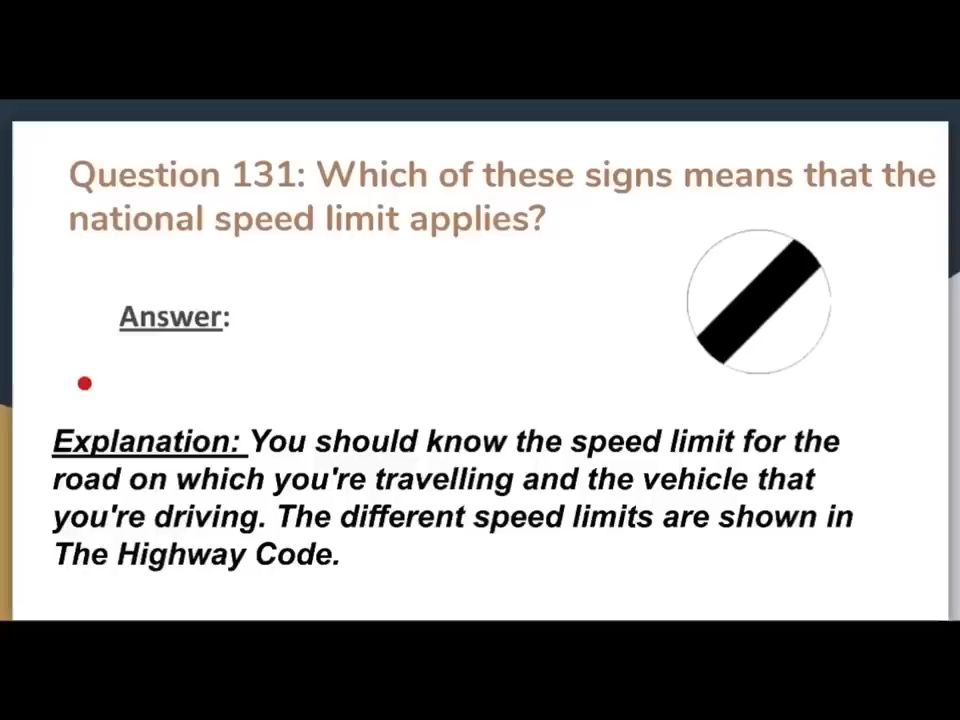 Question 131: Which of these signs means that the
national speed limit applies?
Answer:
Explanation: You should know the speed limit for the
road on which you're travelling and the vehicle that
you're driving. The different speed limits are shown in
The Highway Code.